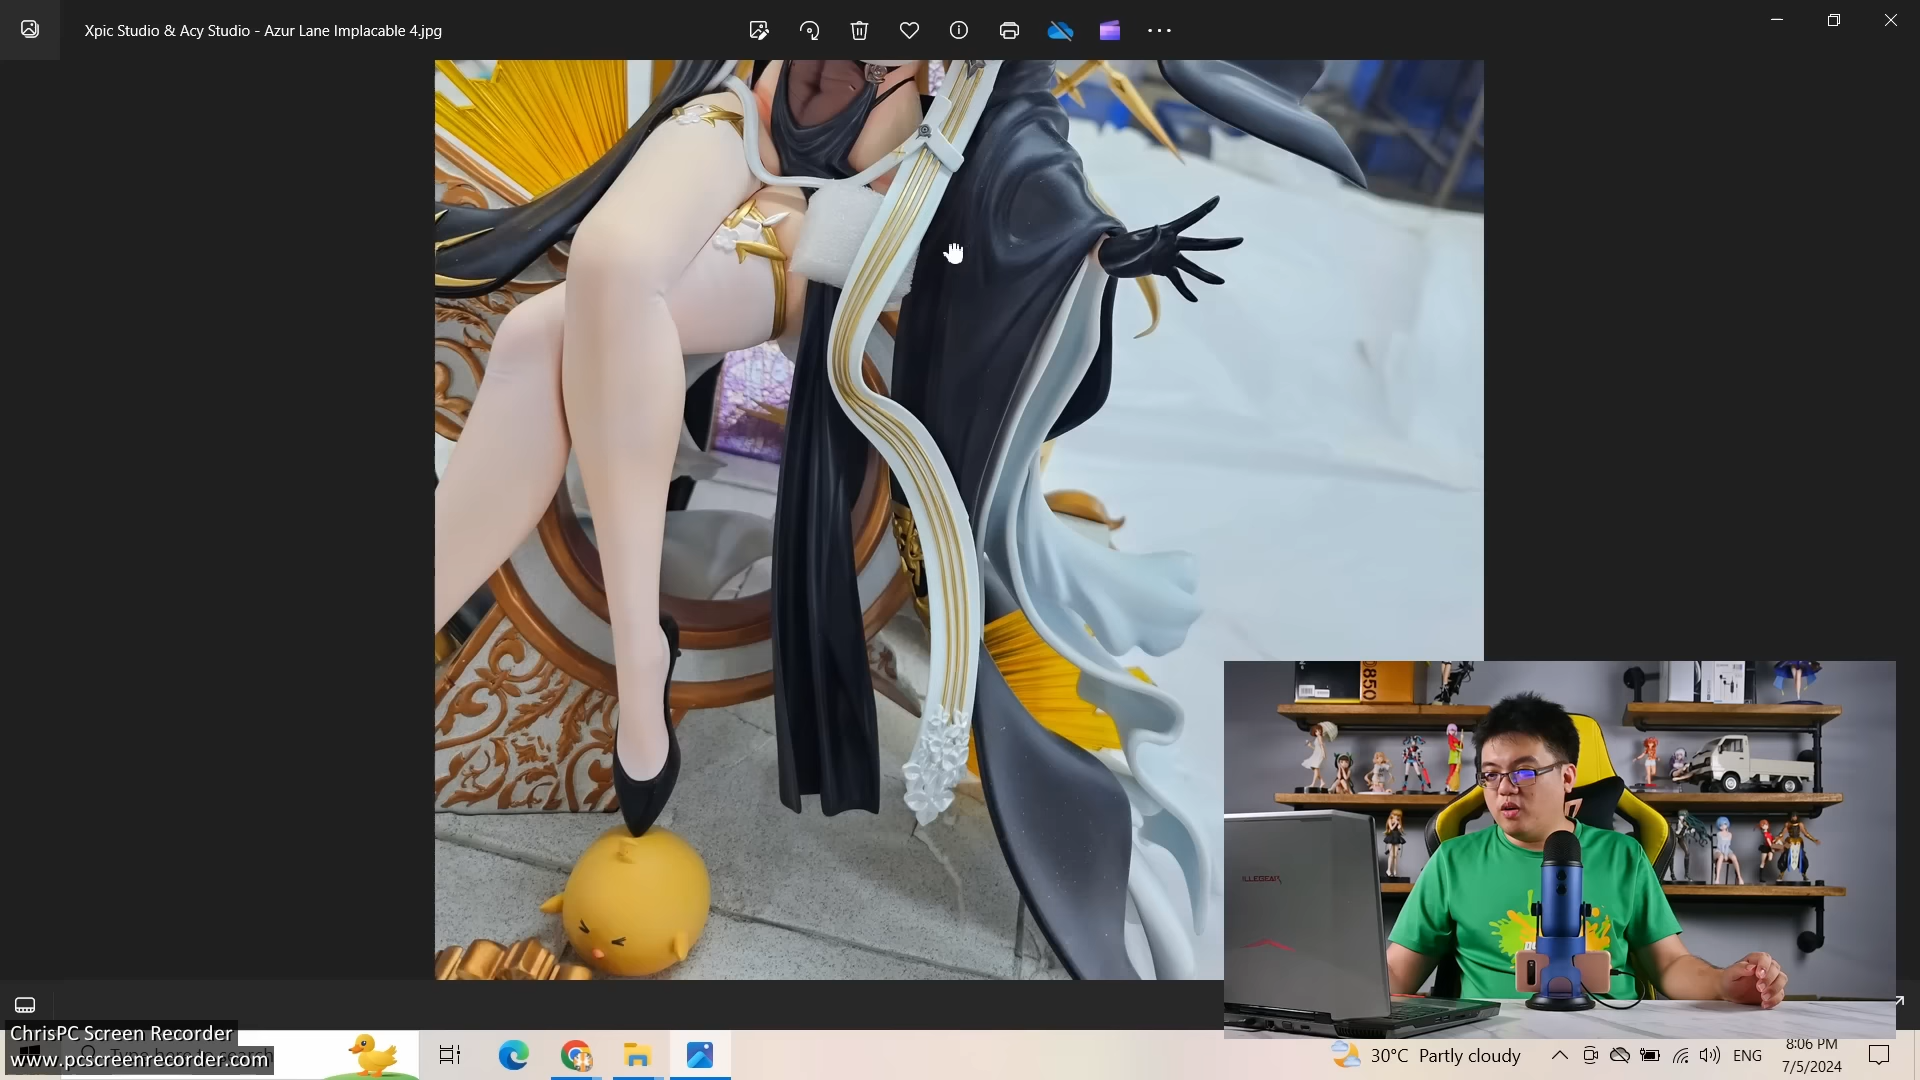 Xpic Studio & Acy Studio - Azur Lane Implacable 4.jpg
850
ChrisPC Screen Recorder
www.pcscreenrecorder.com
30°C Partly cloudy
ENG
8:06 PM
7/5/2024